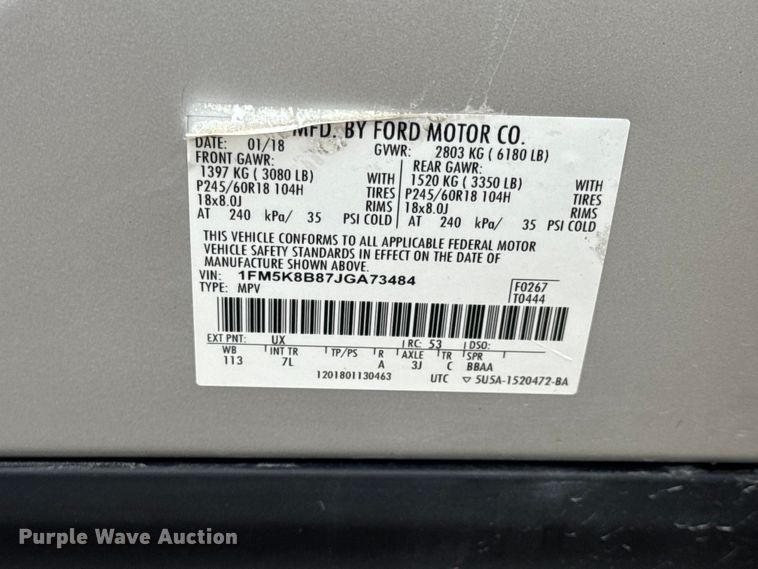 MFD. BY FORD MOTOR CO.
DATE: 01/18 GVWR: 2803 KG ( 6180 LB)
FRONT GAWR: REAR GAWR:
1397 KG ( 3080 LB) WITH 1520 KG ( 3350 LB) WITH
P245/60R18 104H TIRES P245/60R18 104H TIRES
18x8.0J RIMS 18x8.0J RIMS
AT 240 kPa/ 35 PSI COLD AT 240 kPa/ 35 PSI COLD
THIS VEHICLE CONFORMS TO ALL APPLICABLE FEDERAL MOTOR
VEHICLE SAFETY STANDARDS IN EFFECT ON THE DATE OF
MANUFACTURE SHOWN ABOVE.
VIN: 1FM5K8B87JGA73484 F0267
TYPE: MPV T0444
EXT PNT: UX RC: 53 DSO:
WB INT TR TP/PS R AXLE TR SPR
113 7L A 3J C BBAA
1201801130463 UTC ▽ 5U5A-1520472-BA
Purple Wave Auction